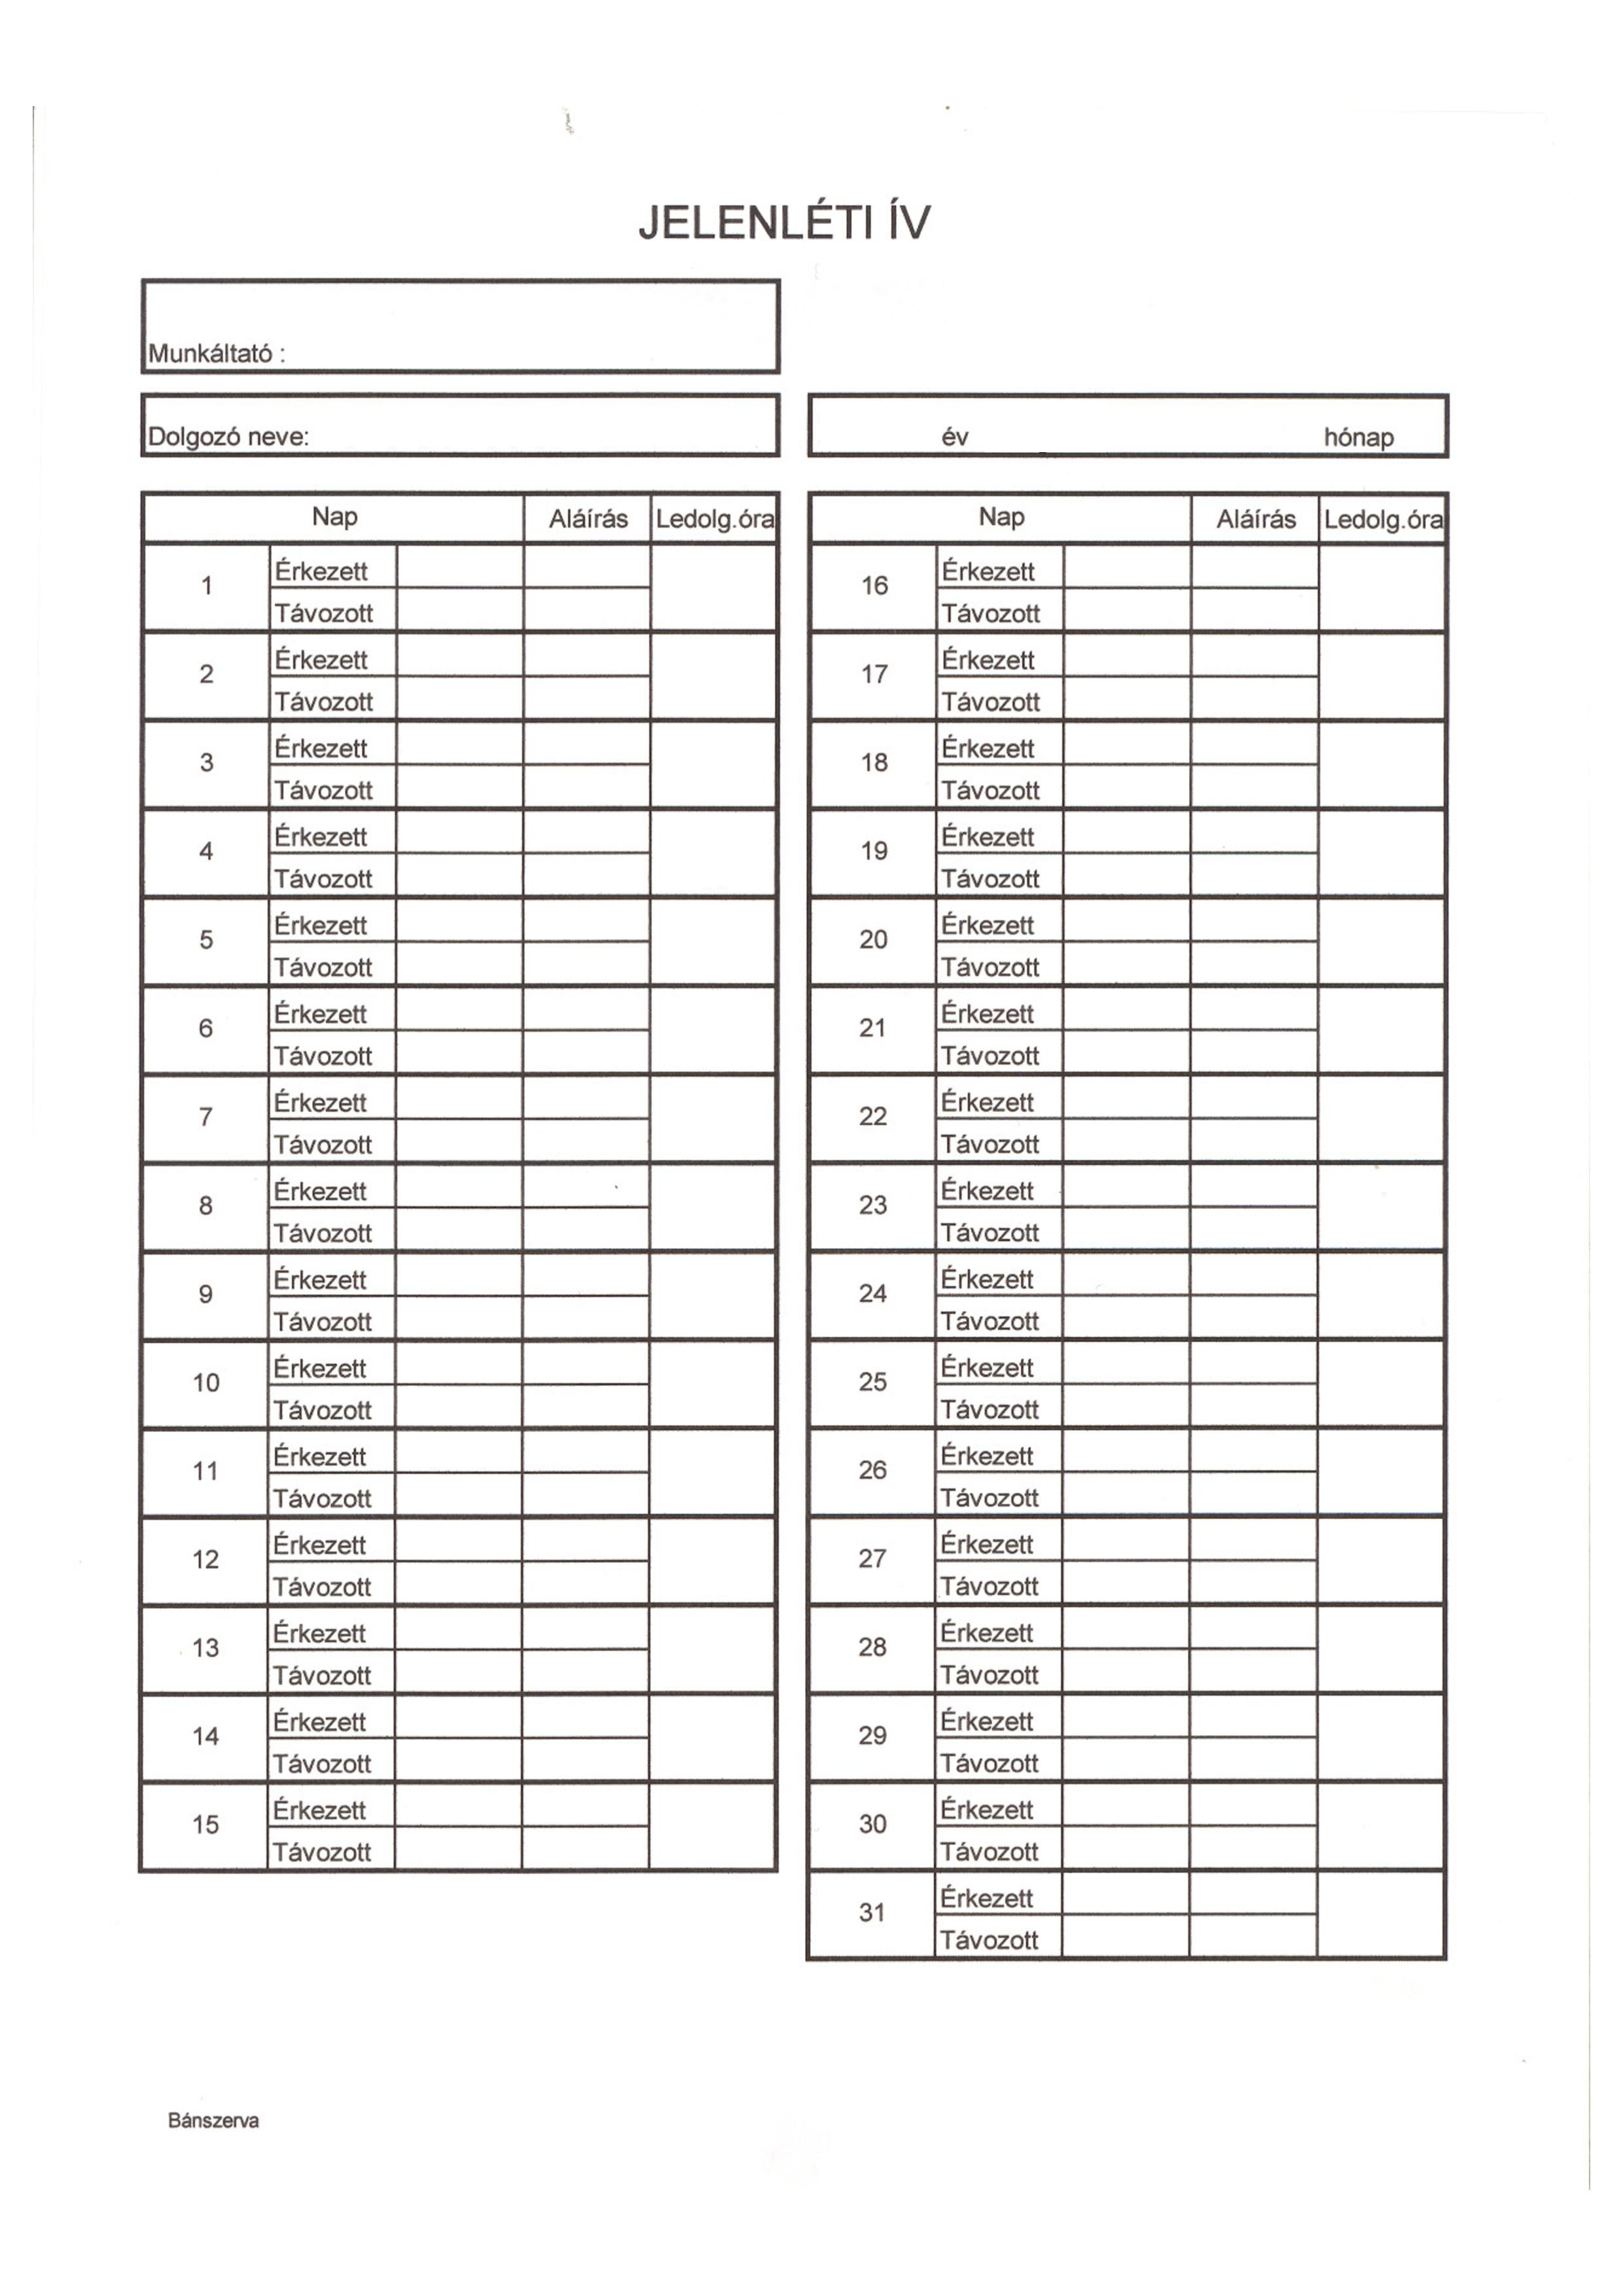 JELENLÉTI ÍV
Munkáltató :
Dolgozó neve:
év hónap
Nap Aláírás Ledolg.óra
1 Érkezett
Távozott
2 Érkezett
Távozott
3 Érkezett
Távozott
4 Érkezett
Távozott
5 Érkezett
Távozott
6 Érkezett
Távozott
7 Érkezett
Távozott
8 Érkezett
Távozott
9 Érkezett
Távozott
10 Érkezett
Távozott
11 Érkezett
Távozott
12 Érkezett
Távozott
13 Érkezett
Távozott
14 Érkezett
Távozott
15 Érkezett
Távozott
Nap Aláírás Ledolg.óra
16 Érkezett
Távozott
17 Érkezett
Távozott
18 Érkezett
Távozott
19 Érkezett
Távozott
20 Érkezett
Távozott
21 Érkezett
Távozott
22 Érkezett
Távozott
23 Érkezett
Távozott
24 Érkezett
Távozott
25 Érkezett
Távozott
26 Érkezett
Távozott
27 Érkezett
Távozott
28 Érkezett
Távozott
29 Érkezett
Távozott
30 Érkezett
Távozott
31 Érkezett
Távozott
Bánszerva